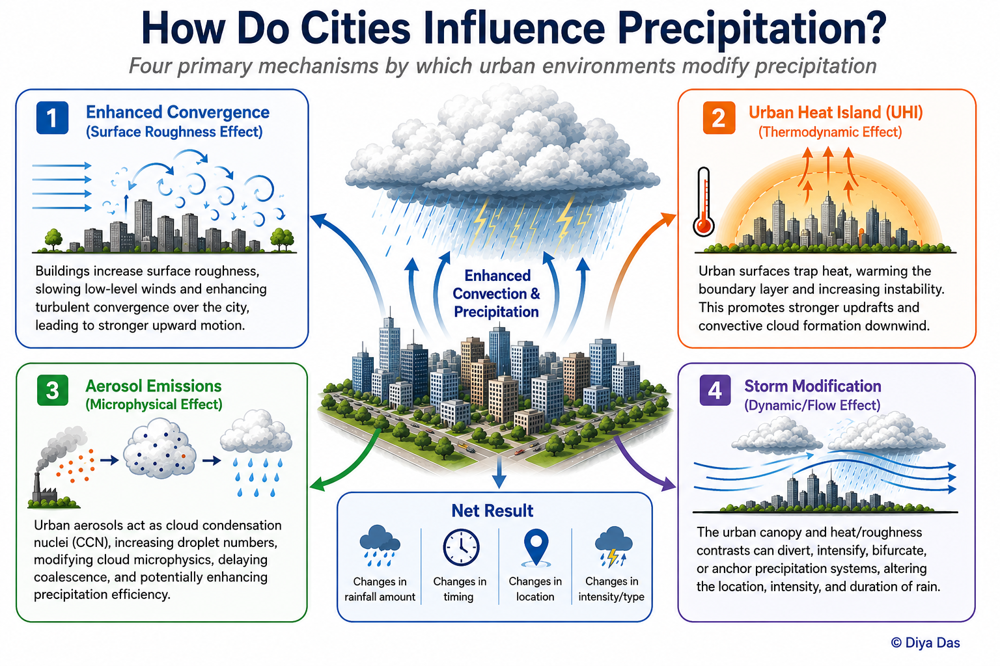 How Do Cities Influence Precipitation?
Four primary mechanisms by which urban environments modify precipitation
1
Enhanced Convergence
(Surface Roughness Effect)
Buildings increase surface roughness,
slowing low-level winds and enhancing
turbulent convergence over the city,
leading to stronger upward motion.
2
Urban Heat Island (UHI)
(Thermodynamic Effect)
Urban surfaces trap heat, warming the
boundary layer and increasing instability.
This promotes stronger updrafts and
convective cloud formation downwind.
Enhanced
Convection &
Precipitation
3
Aerosol Emissions
(Microphysical Effect)
Urban aerosols act as cloud condensation
nuclei (CCN), increasing droplet numbers,
modifying cloud microphysics, delaying
coalescence, and potentially enhancing
precipitation efficiency.
4
Storm Modification
(Dynamic/Flow Effect)
The urban canopy and heat/roughness
contrasts can divert, intensify, bifurcate,
or anchor precipitation systems, altering
the location, intensity, and duration of rain.
Net Result
Changes in
rainfall amount
Changes in
timing
Changes in
location
Changes in
intensity/type
© Diya Das